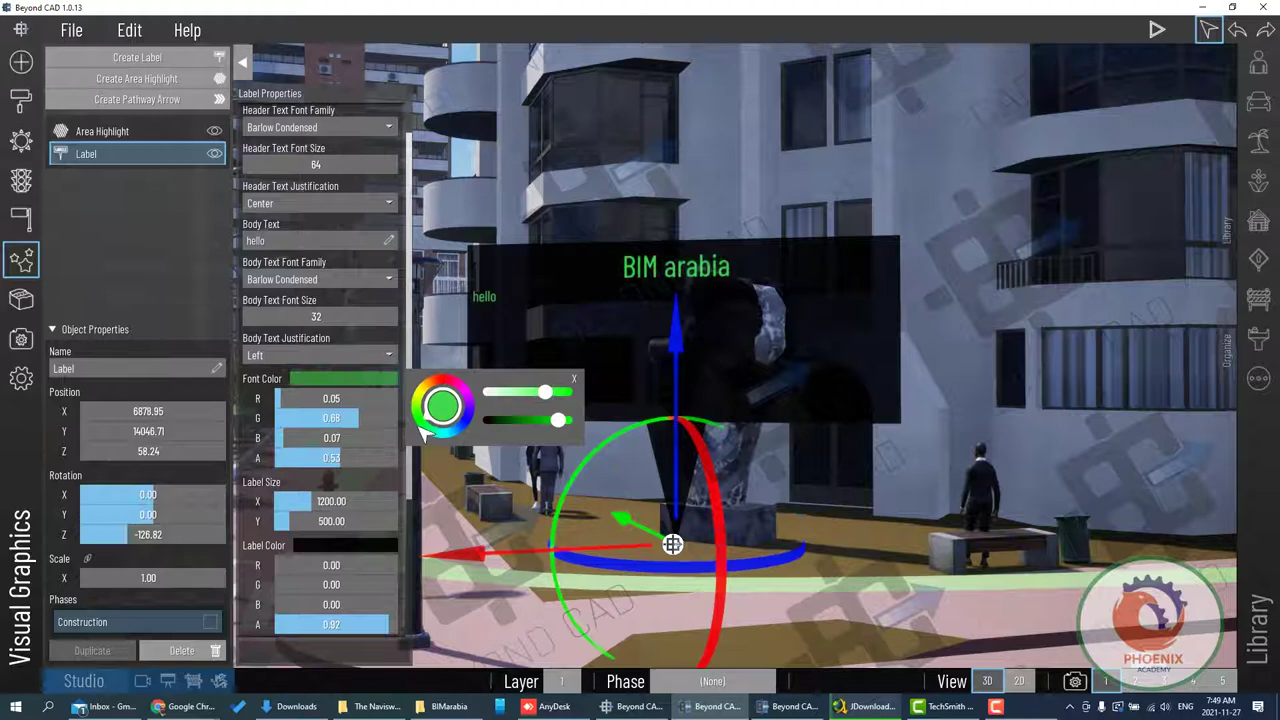 Beyond CAD 1.0.13
File Edit Help
Create Label
Create Area Highlight
Create Pathway Arrow
Area Highlight
Label
Object Properties
Name
Label
Position
X 6878.95
Y 14046.71
Z 58.24
Rotation
X 0.00
Y 0.00
Z -126.82
Scale
X 1.00
Phases
Construction
Duplicate Delete
Studio
Visual Graphics
Label Properties
Header Text Font Family
Barlow Condensed
Header Text Font Size
64
Header Text Justification
Center
Body Text
hello
Body Text Font Family
Barlow Condensed
Body Text Font Size
32
Body Text Justification
Left
Font Color
R 0.05
G 0.68
B 0.07
A 0.53
Label Size
X 1200.00
Y 500.00
Label Color
R 0.00
G 0.00
B 0.00
A 0.92
X
BIM arabia
hello
BEYOND CAD
Library
Organize
Library
PHOENIX
ACADEMY
Layer 1 Phase (None) View 3D 2D 1 2 3 4 5
Inbox - Gm... Google Chr... Downloads The Navisw... BIMarabia AnyDesk Beyond CA... Beyond CA... Beyond CA... JDownload... TechSmith ...
7:49 AM
2021-11-27